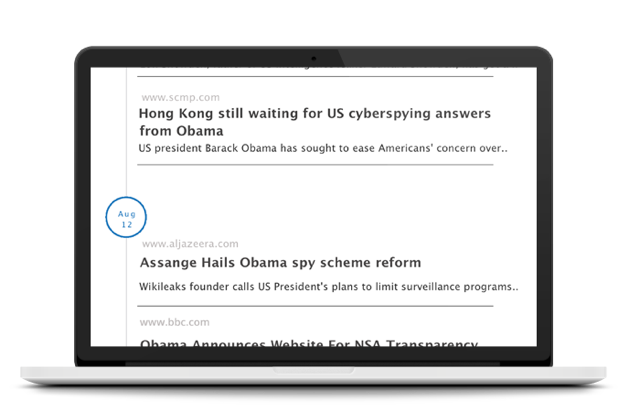 www.scmp.com
Hong Kong still waiting for US cyberspying answers
from Obama
US president Barack Obama has sought to ease Americans' concern over..
Aug
12
www.aljazeera.com
Assange Hails Obama spy scheme reform
Wikileaks founder calls US President's plans to limit surveillance programs..
www.bbc.com
Obama Announces Website For NSA Transparency